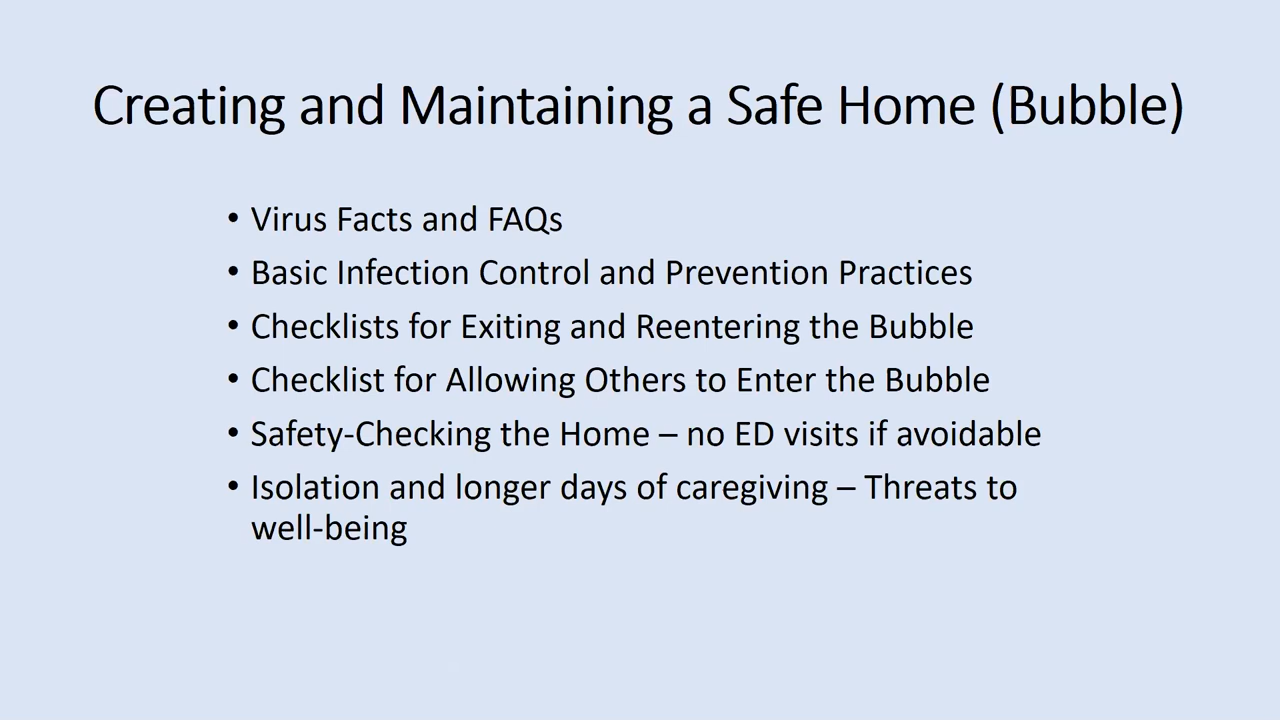 Creating and Maintaining a Safe Home (Bubble)
• Virus Facts and FAQs
• Basic Infection Control and Prevention Practices
• Checklists for Exiting and Reentering the Bubble
• Checklist for Allowing Others to Enter the Bubble
• Safety-Checking the Home – no ED visits if avoidable
• Isolation and longer days of caregiving – Threats to
well-being